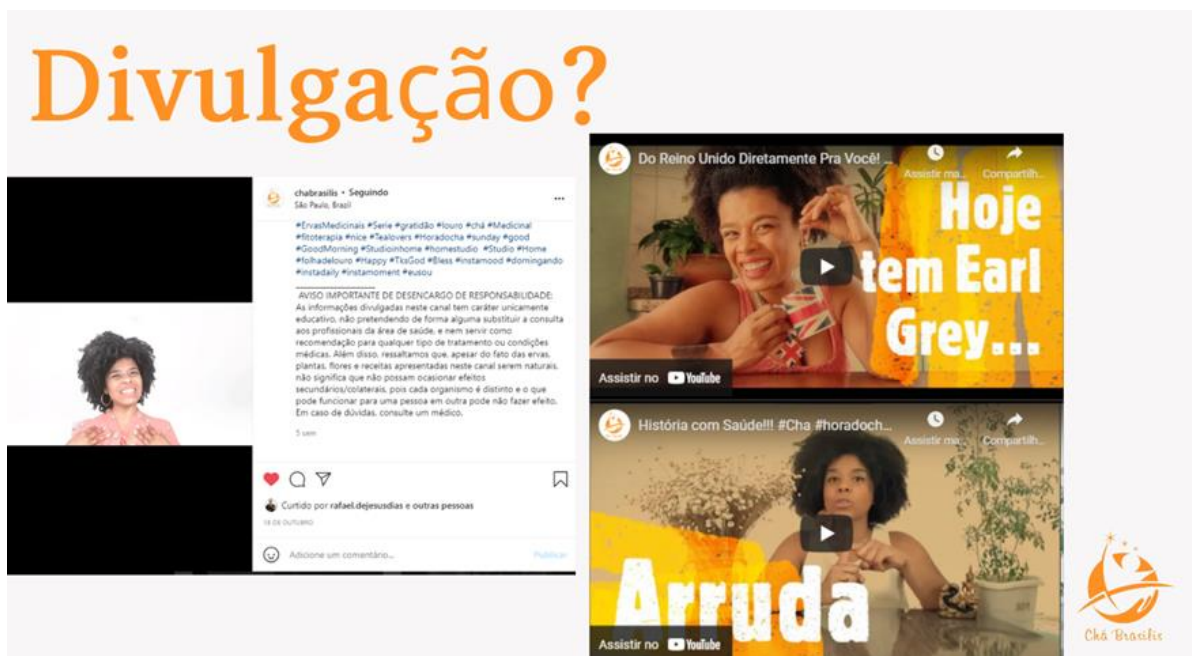 Divulgação?
chabrasilis • Seguindo
São Paulo, Brazil
#ErvasMedicinais #Serie #gratidão #louro #chá #Medicinal
#fitoterapia #nice #Tealovers #Horadocha #sunday #good
#GoodMorning #Studioinhome #homestudio #Studio #Home
#folhadelouro #Happy #TksGod #Bless #instamood #domingando
#instadaily #instamoment #eusou
AVISO IMPORTANTE DE DESENCARGO DE RESPONSABILIDADE:
As informações divulgadas neste canal tem caráter unicamente
educativo, não pretendendo de forma alguma substituir a consulta
aos profissionais da área de saúde, e nem servir como
recomendação para qualquer tipo de tratamento ou condições
médicas. Além disso, ressaltamos que, apesar do fato das ervas,
plantas, flores e receitas apresentadas neste canal serem naturais,
não significa que não possam ocasionar efeitos
secundários/colaterais, pois cada organismo é distinto e o que
pode funcionar para uma pessoa em outra pode não fazer efeito.
Em caso de dúvidas, consulte um médico.
5 sem
Curtido por rafael.dejesusdias e outras pessoas
18 DE OUTUBRO
Adicione um comentário...
Publicar
Do Reino Unido Diretamente Pra Você! ...
Assistir ma...
Compartilh...
Hoje
tem Earl
Grey...
Assistir no YouTube
História com Saúde!!! #Cha #horadoch...
Assistir ma...
Compartilh...
Arruda
Assistir no YouTube
Chá Brasilis